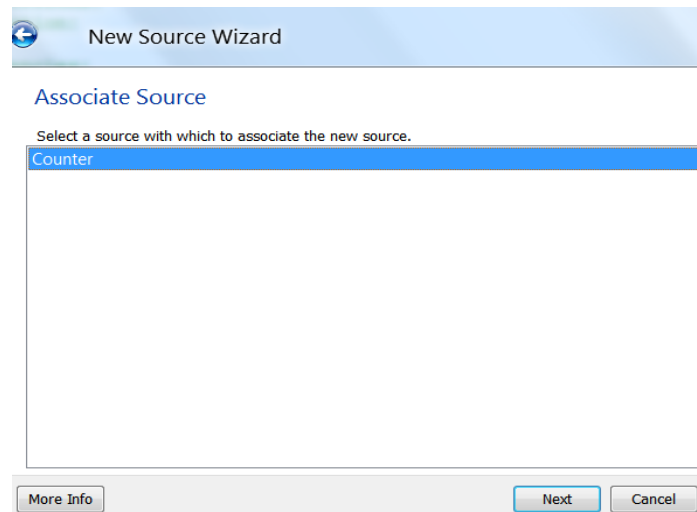 New Source Wizard
Associate Source
Select a source with which to associate the new source.
Counter
More Info
Next
Cancel